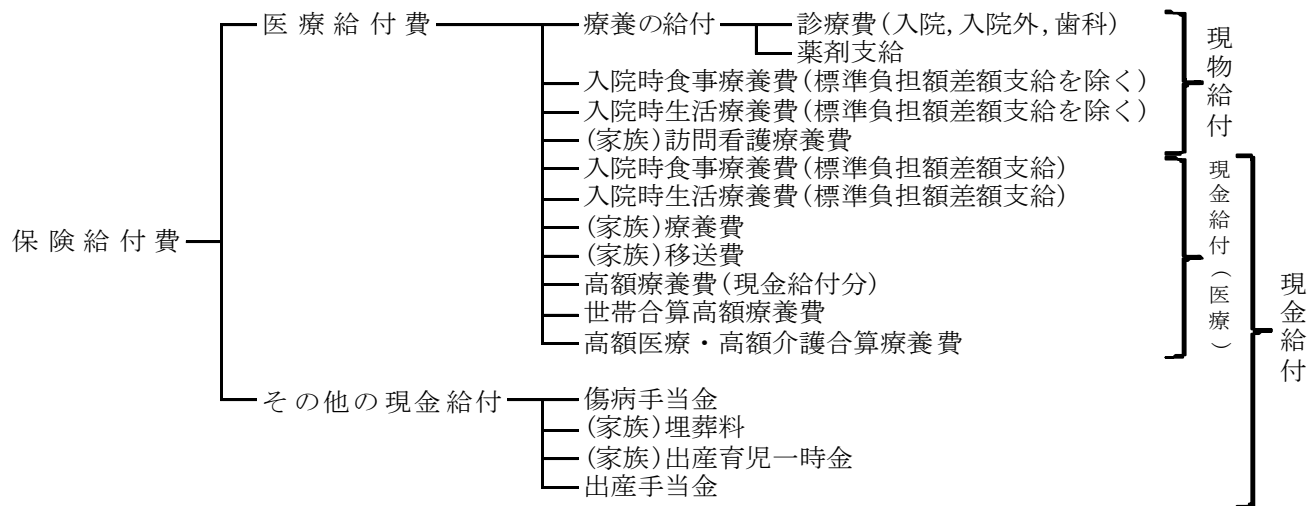 医療給付費
療養の給付
診療費(入院,入院外,歯科)
薬剤支給
入院時食事療養費(標準負担額差額支給を除く)
入院時生活療養費(標準負担額差額支給を除く)
(家族)訪問看護療養費
現物給付
入院時食事療養費(標準負担額差額支給)
入院時生活療養費(標準負担額差額支給)
(家族)療養費
保険給付費
(家族)移送費
高額療養費(現金給付分)
世帯合算高額療養費
高額医療・高額介護合算療養費
現金給付(医療)
現金給付
その他の現金給付
傷病手当金
(家族)埋葬料
(家族)出産育児一時金
出産手当金